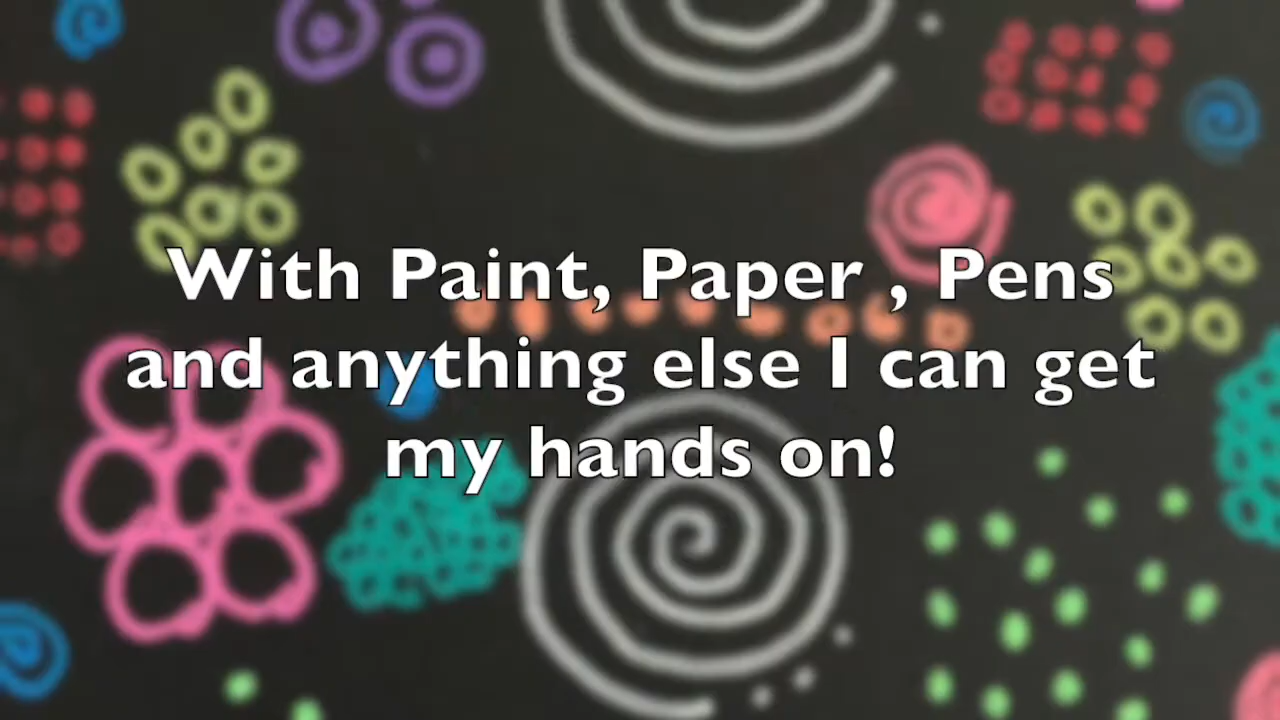 With Paint, Paper , Pens
and anything else I can get
my hands on!